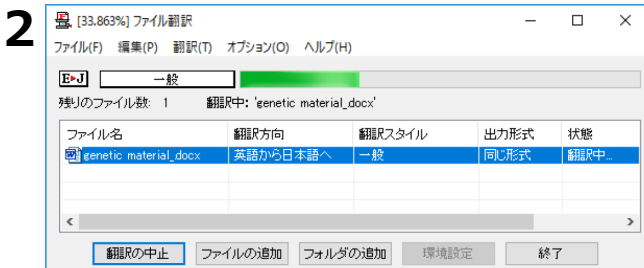 2
[33.863%] ファイル翻訳
ファイル(F) 編集(P) 翻訳(T) オプション(O) ヘルプ(H)
E▸J 一般
残りのファイル数: 1 翻訳中: 'genetic material_docx'
ファイル名 翻訳方向 翻訳スタイル 出力形式 状態
genetic material_docx 英語から日本語へ 一般 同じ形式 翻訳中...
翻訳の中止 ファイルの追加 フォルダの追加 環境設定 終了